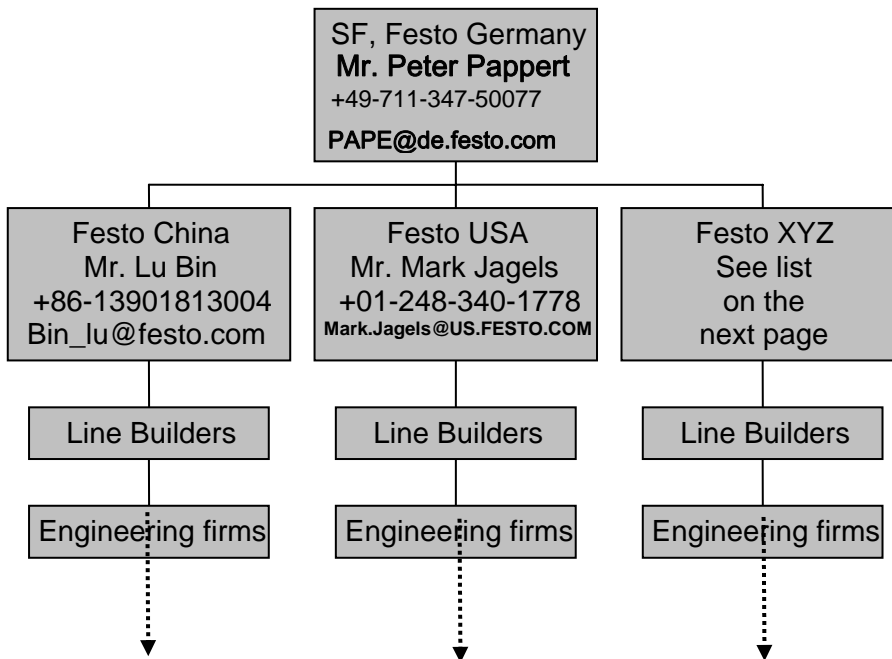 SF, Festo Germany
Mr. Peter Pappert
+49-711-347-50077
PAPE@de.festo.com
Festo China
Mr. Lu Bin
+86-13901813004
Bin_lu@festo.com
Festo USA
Mr. Mark Jagels
+01-248-340-1778
Mark.Jagels@US.FESTO.COM
Festo XYZ
See list
on the
next page
Line Builders
Line Builders
Line Builders
Engineering firms
Engineering firms
Engineering firms